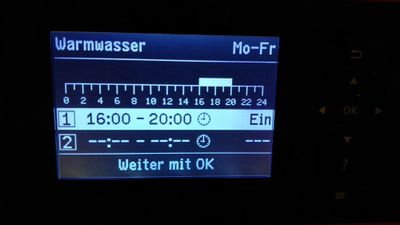 Warmwasser Mo-Fr
0 2 4 6 8 10 12 14 16 18 20 22 24
1 16:00 - 20:00 Ein
2 --:-- - --:-- ---
Weiter mit OK
OK
?